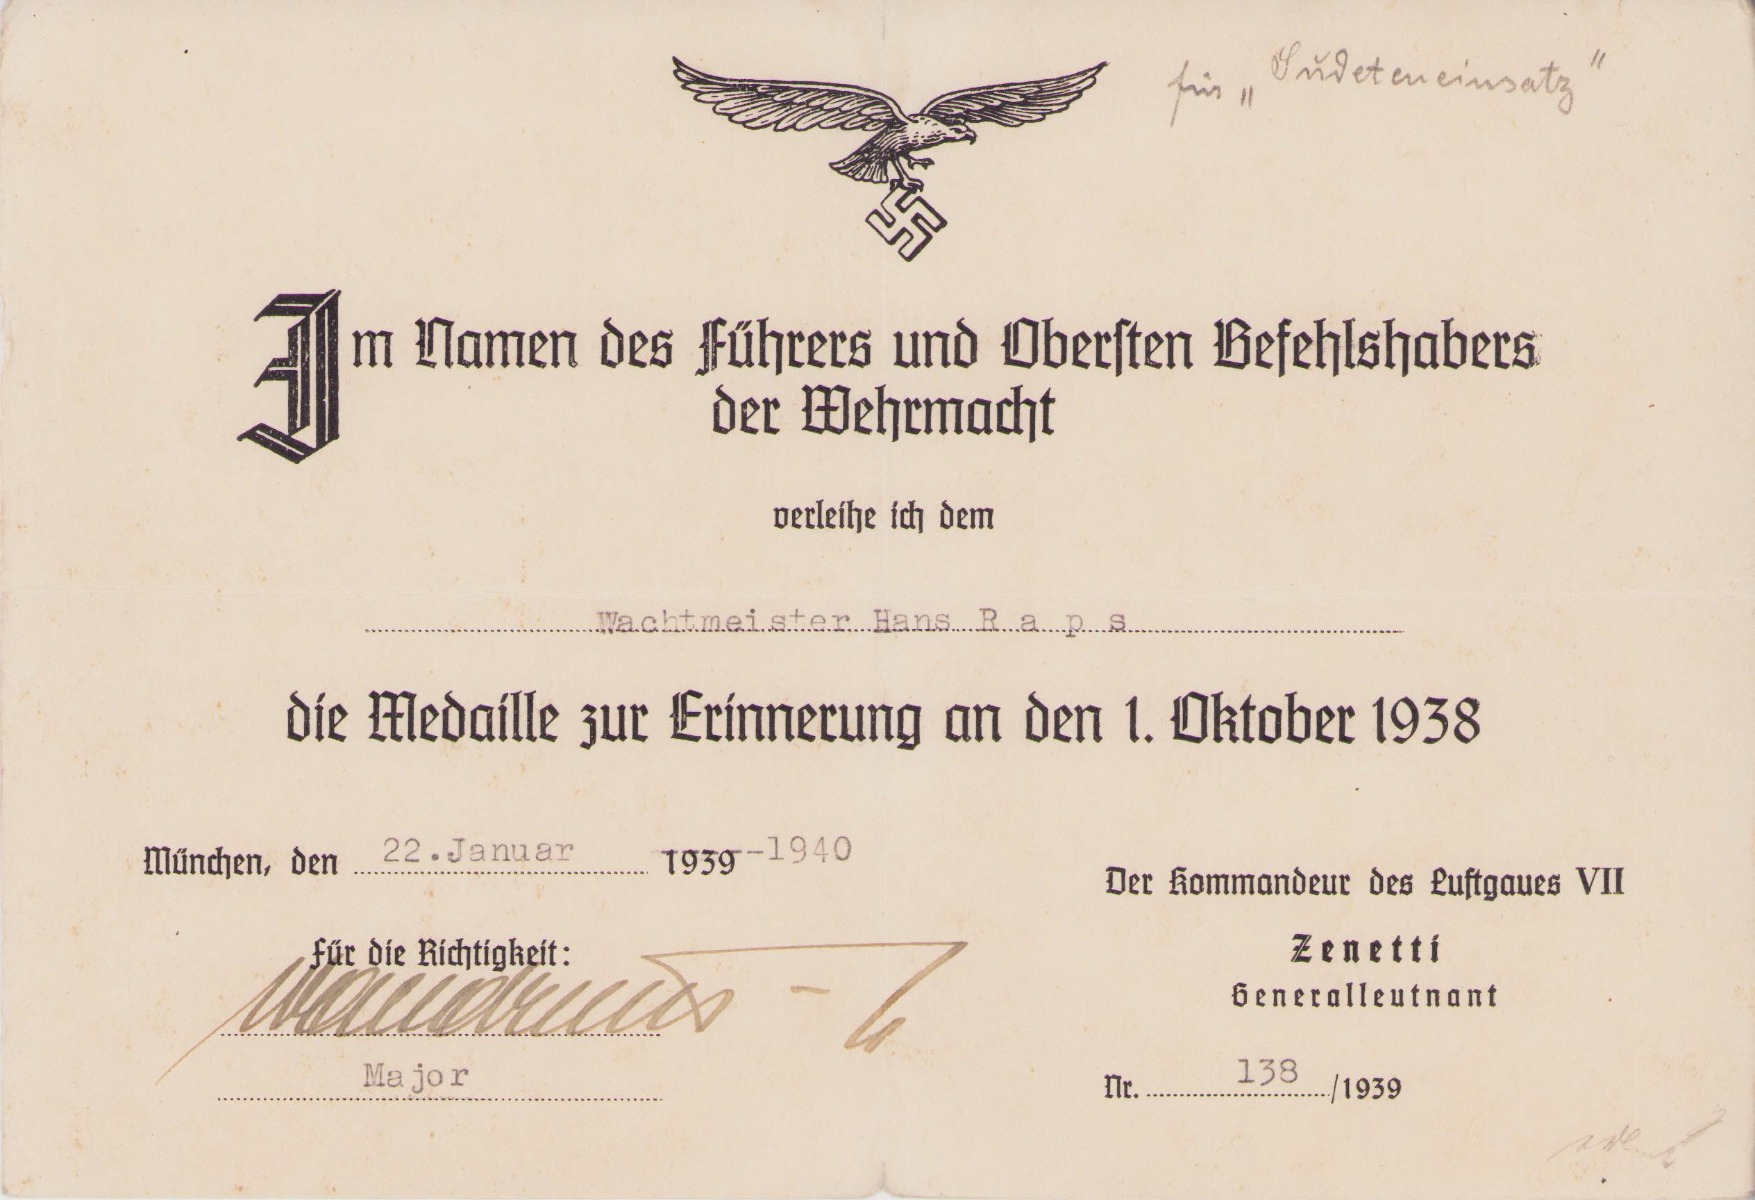 für „Sudeteneinsatz“
Im Namen des Führers und Obersten Befehlshabers
der Wehrmacht
verleihe ich dem
Wachtmeister Hans R a p s
die Medaille zur Erinnerung an den 1. Oktober 1938
München, den 22.Januar 1939 -1940
Der Kommandeur des Luftgaues VII
Für die Richtigkeit:
Zenetti
Generalleutnant
Major
Nr. 138 /1939